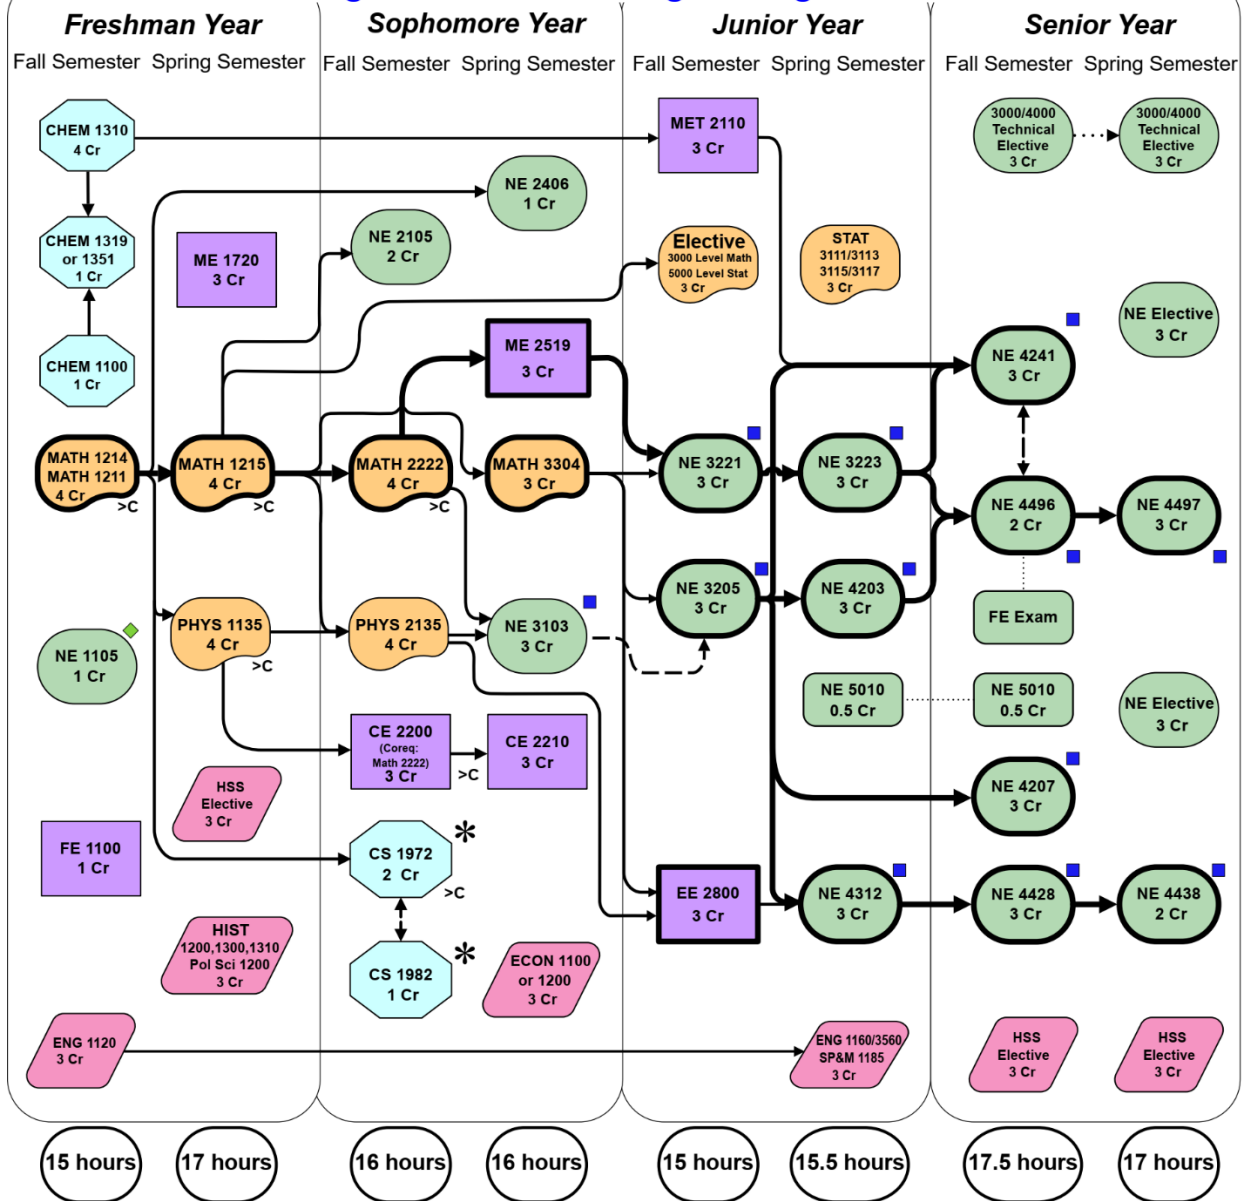 Freshman Year
Fall Semester
Spring Semester
CHEM 1310
4 Cr
CHEM 1319
or 1351
1 Cr
CHEM 1100
1 Cr
MATH 1214
MATH 1211
4 Cr
>C
NE 1105
1 Cr
FE 1100
1 Cr
ENG 1120
3 Cr
15 hours
ME 1720
3 Cr
MATH 1215
4 Cr
>C
PHYS 1135
4 Cr
>C
HSS
Elective
3 Cr
HIST
1200,1300,1310
Pol Sci 1200
3 Cr
17 hours
Sophomore Year
Fall Semester
Spring Semester
NE 2105
2 Cr
MATH 2222
4 Cr
>C
PHYS 2135
4 Cr
CE 2200
(Coreq:
Math 2222)
3 Cr
>C
CS 1972
2 Cr
*
>C
CS 1982
1 Cr
*
16 hours
NE 2406
1 Cr
ME 2519
3 Cr
MATH 3304
3 Cr
NE 3103
3 Cr
CE 2210
3 Cr
ECON 1100
or 1200
3 Cr
16 hours
Junior Year
Fall Semester
Spring Semester
MET 2110
3 Cr
Elective
3000 Level Math
5000 Level Stat
3 Cr
NE 3221
3 Cr
NE 3205
3 Cr
EE 2800
3 Cr
15 hours
STAT
3111/3113
3115/3117
3 Cr
NE 3223
3 Cr
NE 4203
3 Cr
NE 5010
0.5 Cr
NE 4312
3 Cr
ENG 1160/3560
SP&M 1185
3 Cr
15.5 hours
Senior Year
Fall Semester
Spring Semester
3000/4000
Technical
Elective
3 Cr
NE 4241
3 Cr
NE 4496
2 Cr
FE Exam
NE 5010
0.5 Cr
NE 4207
3 Cr
NE 4428
3 Cr
HSS
Elective
3 Cr
17.5 hours
3000/4000
Technical
Elective
3 Cr
NE Elective
3 Cr
NE 4497
3 Cr
NE Elective
3 Cr
NE 4438
2 Cr
HSS
Elective
3 Cr
17 hours